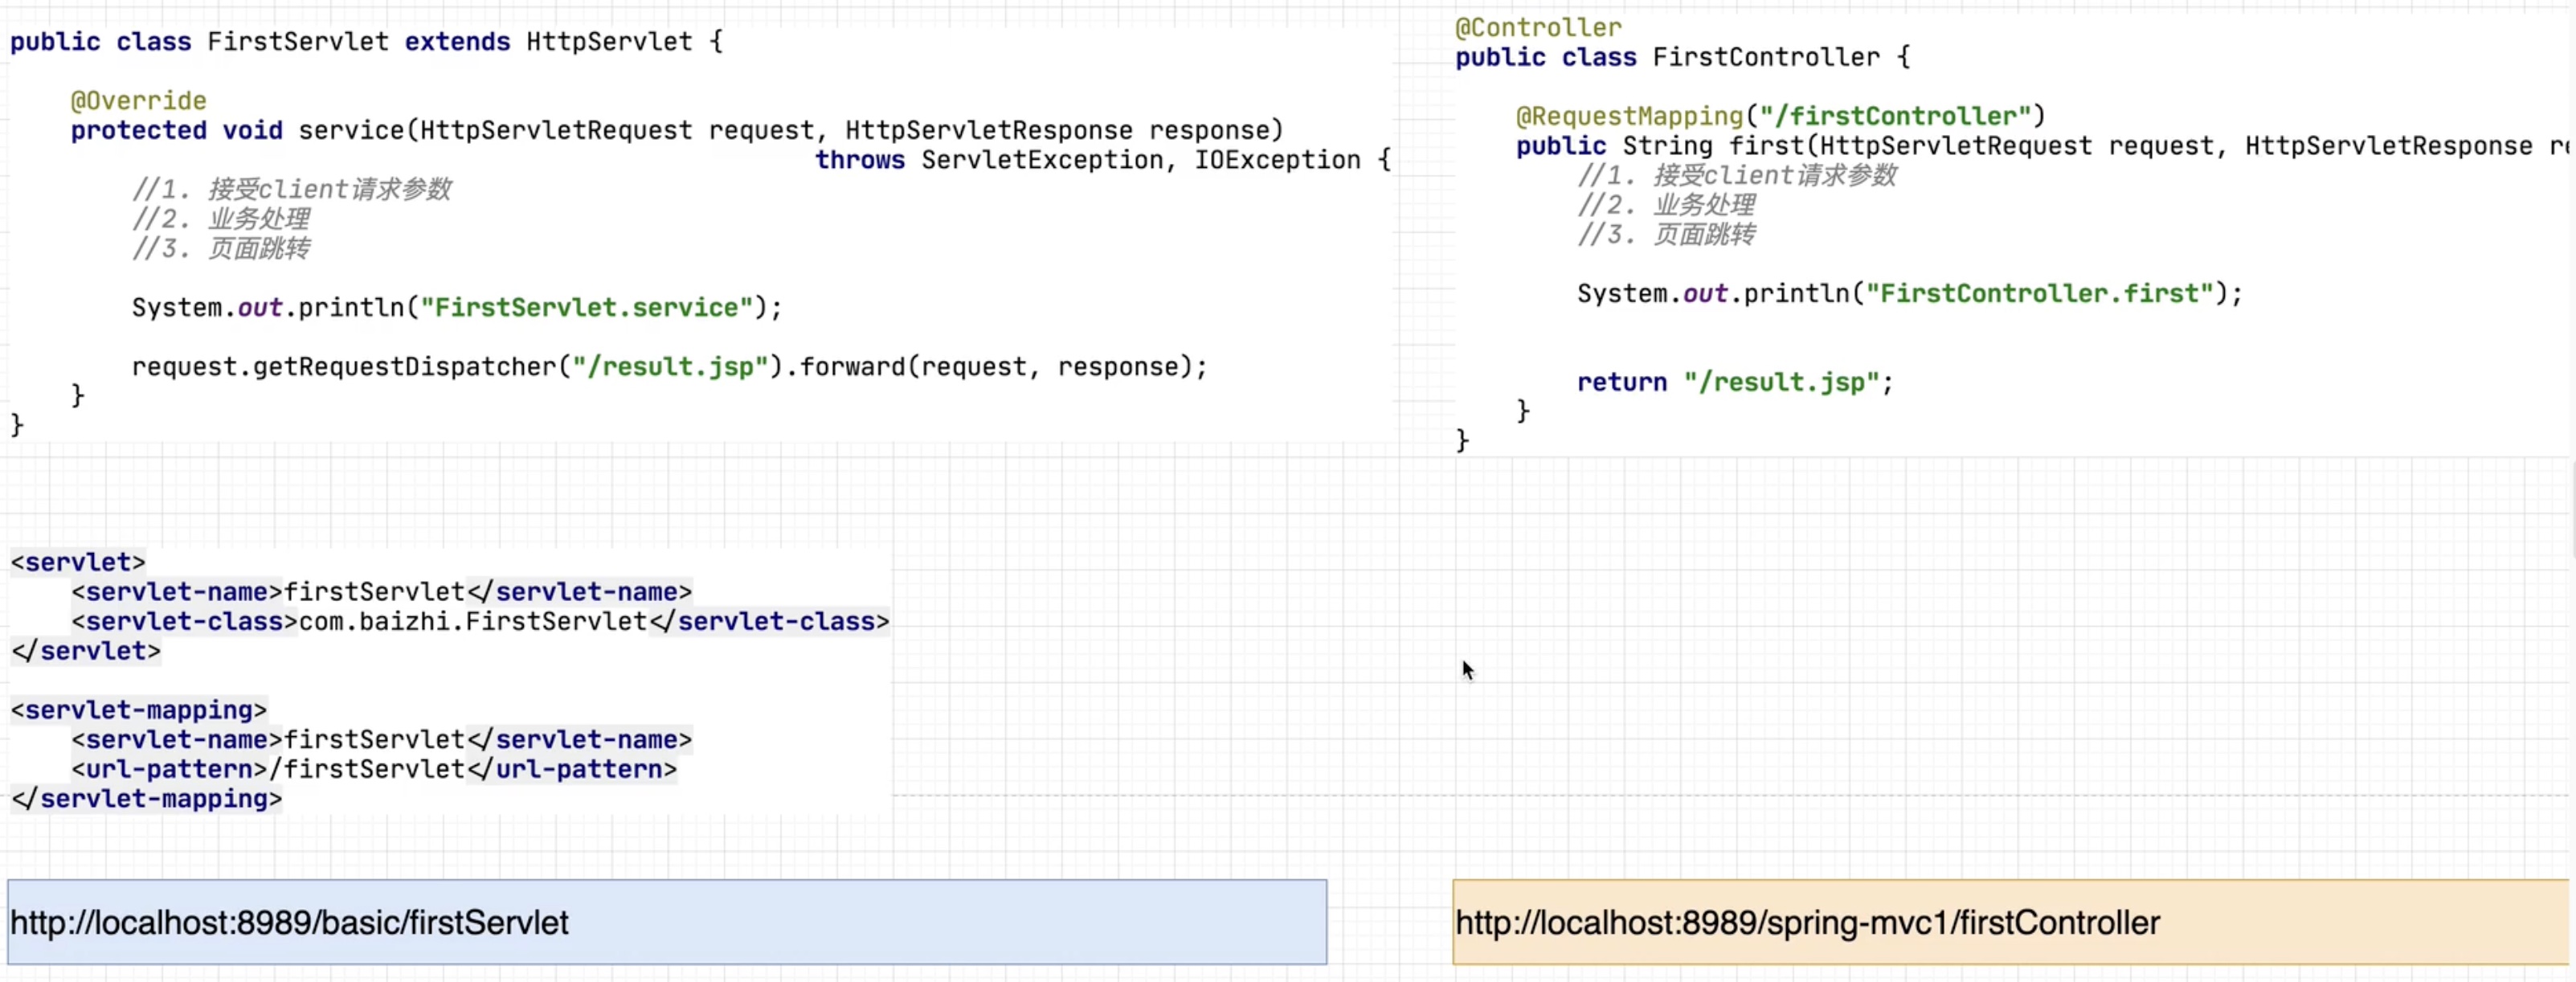 public class FirstServlet extends HttpServlet {
@Override
protected void service(HttpServletRequest request, HttpServletResponse response)
throws ServletException, IOException {
//1. 接受client请求参数
//2. 业务处理
//3. 页面跳转
System.out.println("FirstServlet.service");
request.getRequestDispatcher("/result.jsp").forward(request, response);
}
}
<servlet>
<servlet-name>firstServlet</servlet-name>
<servlet-class>com.baizhi.FirstServlet</servlet-class>
</servlet>
<servlet-mapping>
<servlet-name>firstServlet</servlet-name>
<url-pattern>/firstServlet</url-pattern>
</servlet-mapping>
http://localhost:8989/basic/firstServlet
@Controller
public class FirstController {
@RequestMapping("/firstController")
public String first(HttpServletRequest request, HttpServletResponse
//1. 接受client请求参数
//2. 业务处理
//3. 页面跳转
System.out.println("FirstController.first");
return "/result.jsp";
}
}
http://localhost:8989/spring-mvc1/firstController